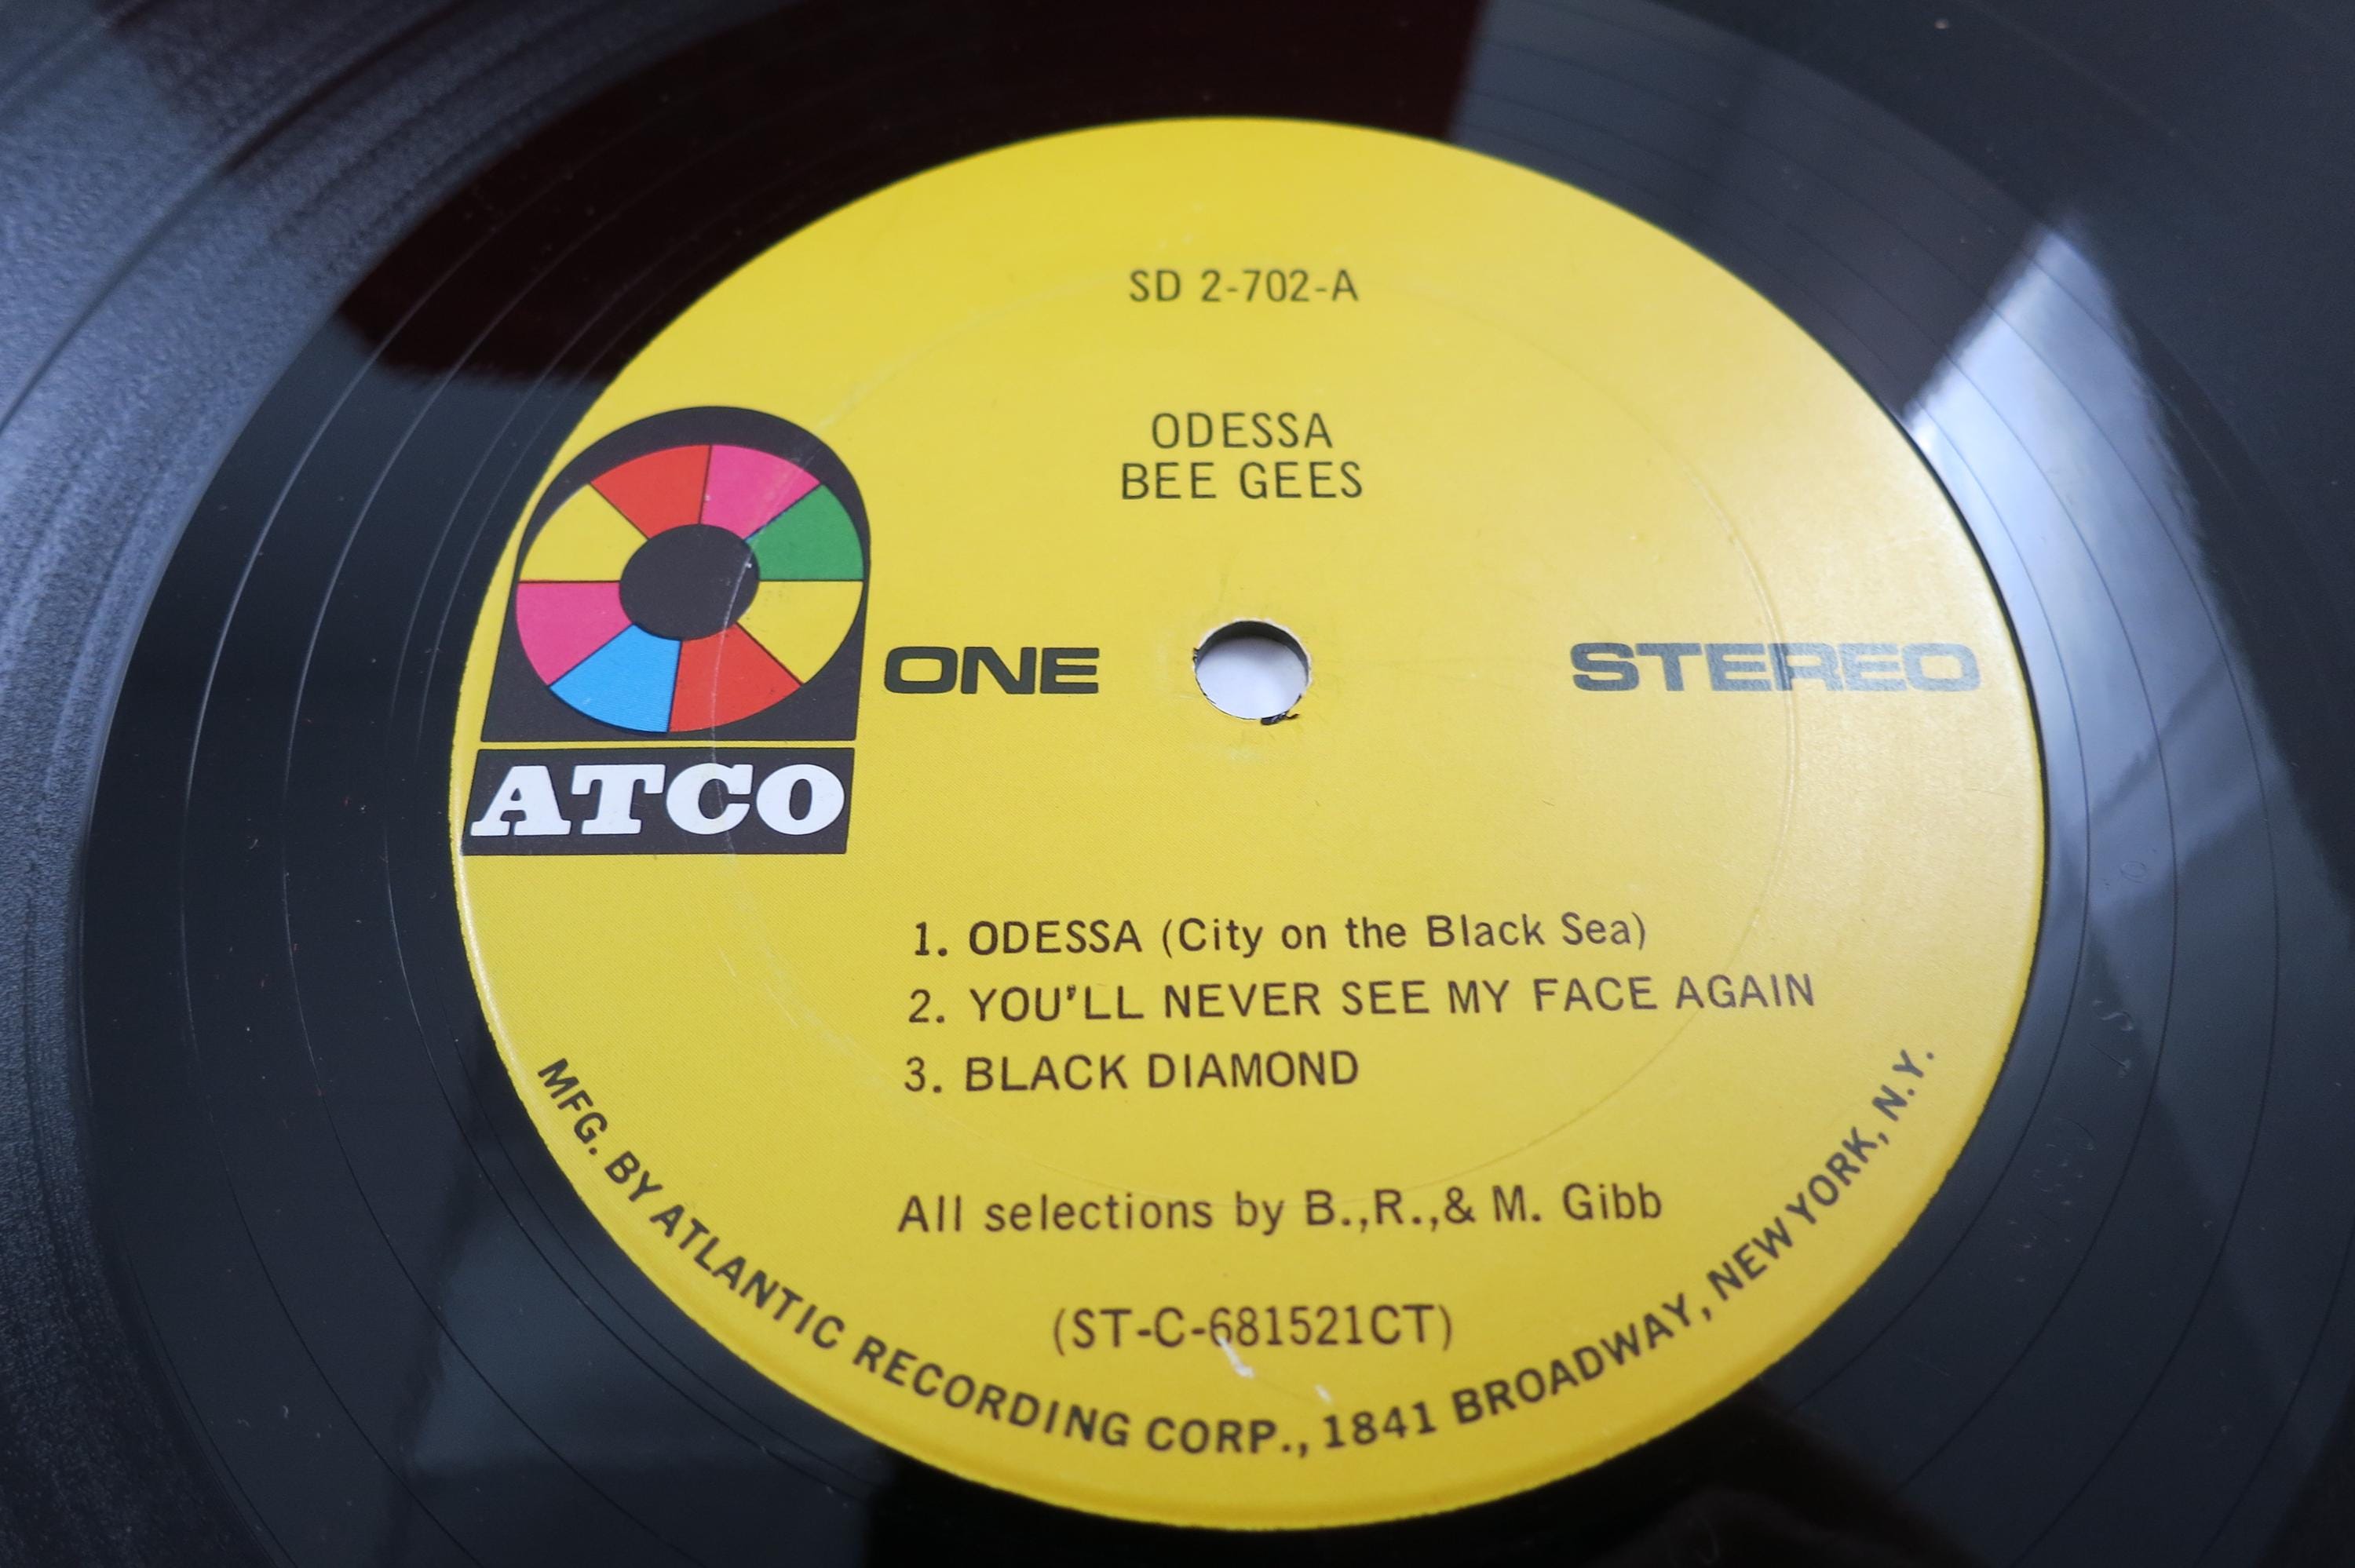 SD 2-702-A
ODESSA
BEE GEES
ONE
STEREO
ATCO
1. ODESSA (City on the Black Sea)
2. YOU'LL NEVER SEE MY FACE AGAIN
3. BLACK DIAMOND
All selections by B.,R.,& M. Gibb
(ST-C-681521CT)
MFG. BY ATLANTIC RECORDING CORP., 1841 BROADWAY, NEW YORK, N.Y.